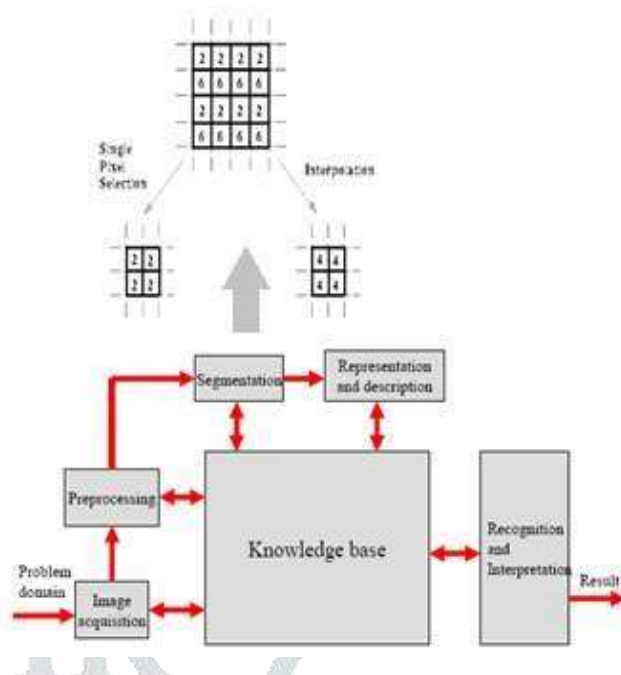 2 2 2 2
6 6 6 6
2 2 2 2
6 6 6 6
Single
Pixel
Selection
Interpolation
2 2
2 2
4 4
4 4
Segmentation
Representation
and description
Preprocessing
Knowledge base
Recognition
and
Interpretation
Problem
domain
Image
acquisition
Result